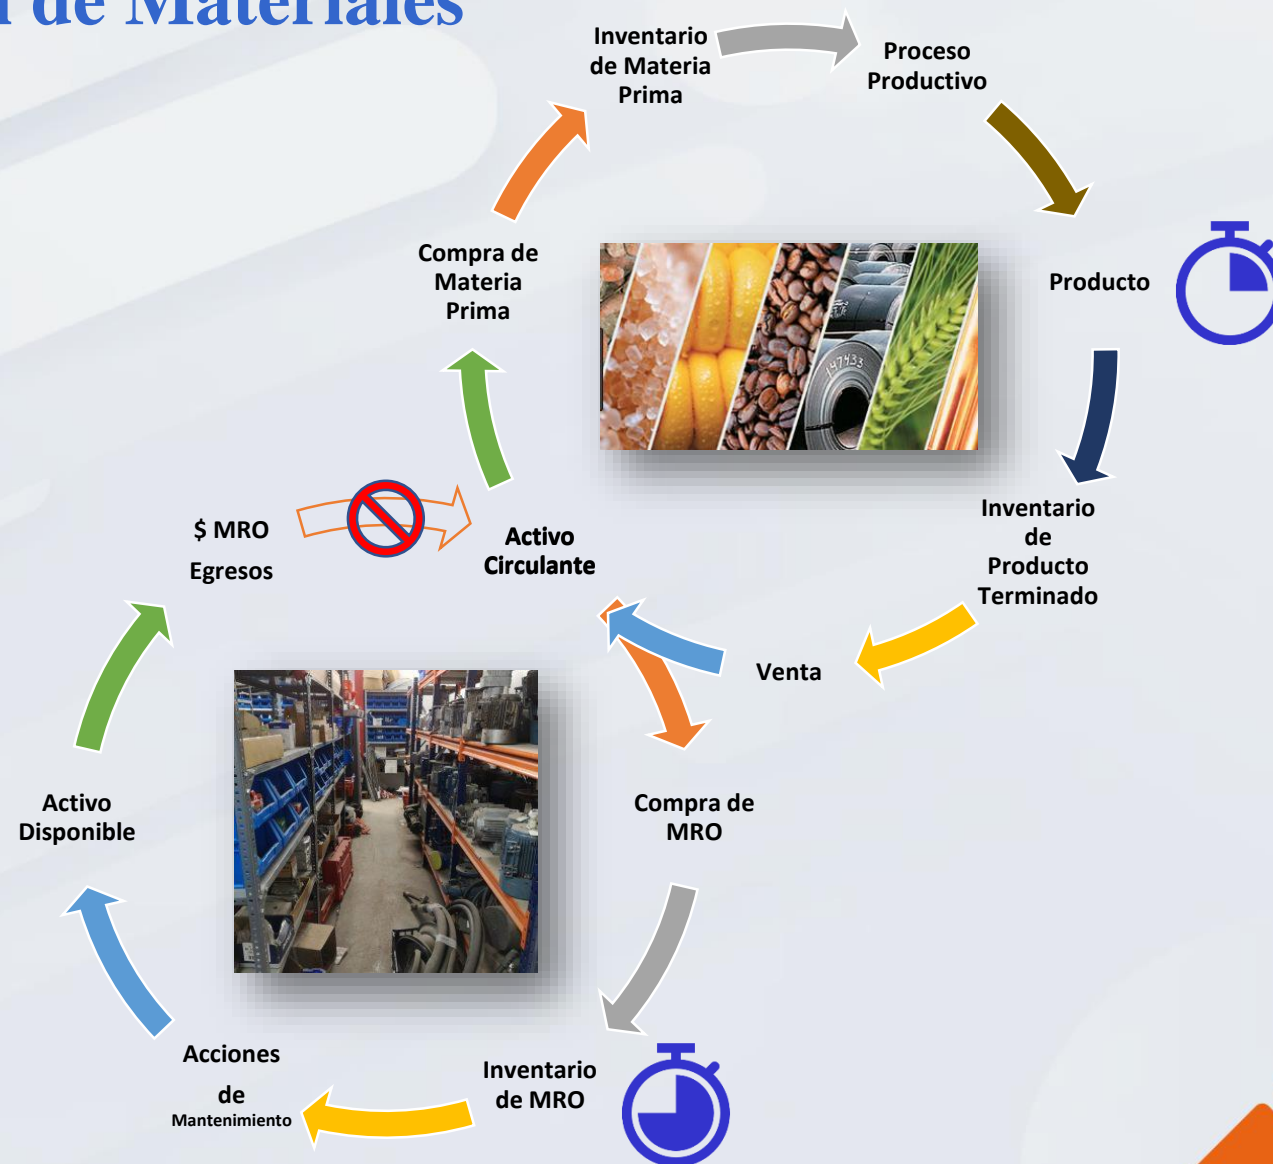 de Materiales
Inventario
de Materia
Prima
Proceso
Productivo
Compra de
Materia
Prima
147433
Producto
$ MRO
Egresos
Activo
Circulante
Inventario
de
Producto
Terminado
Venta
Activo
Disponible
Compra de
MRO
Acciones
de
Mantenimiento
Inventario
de MRO